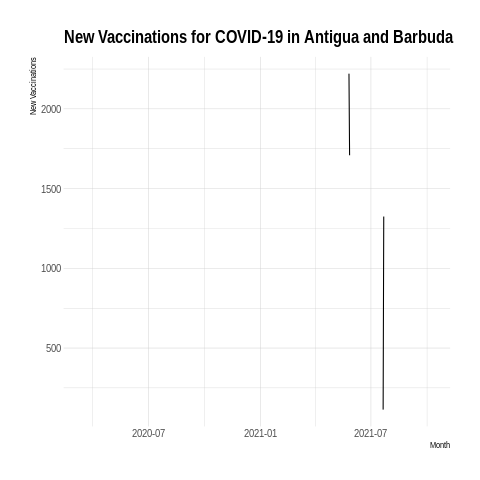 New Vaccinations for COVID-19 in Antigua and Barbuda
New Vaccinations
2000
1500
1000
500
2020-07 2021-01 2021-07
Month